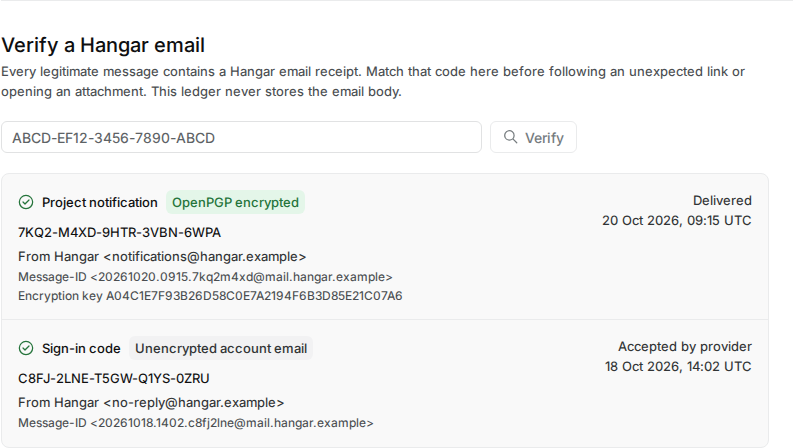 Verify a Hangar email
Every legitimate message contains a Hangar email receipt. Match that code here before following an unexpected link or
opening an attachment. This ledger never stores the email body.
ABCD-EF12-3456-7890-ABCD
Verify
Project notification OpenPGP encrypted
Delivered
7KQ2-M4XD-9HTR-3VBN-6WPA
20 Oct 2026, 09:15 UTC
From Hangar <notifications@hangar.example>
Message-ID <20261020.0915.7kq2m4xd@mail.hangar.example>
Encryption key A04C1E7F93B26D58C0E7A2194F6B3D85E21C07A6
Sign-in code Unencrypted account email
Accepted by provider
C8FJ-2LNE-T5GW-Q1YS-0ZRU
18 Oct 2026, 14:02 UTC
From Hangar <no-reply@hangar.example>
Message-ID <20261018.1402.c8fj2lne@mail.hangar.example>